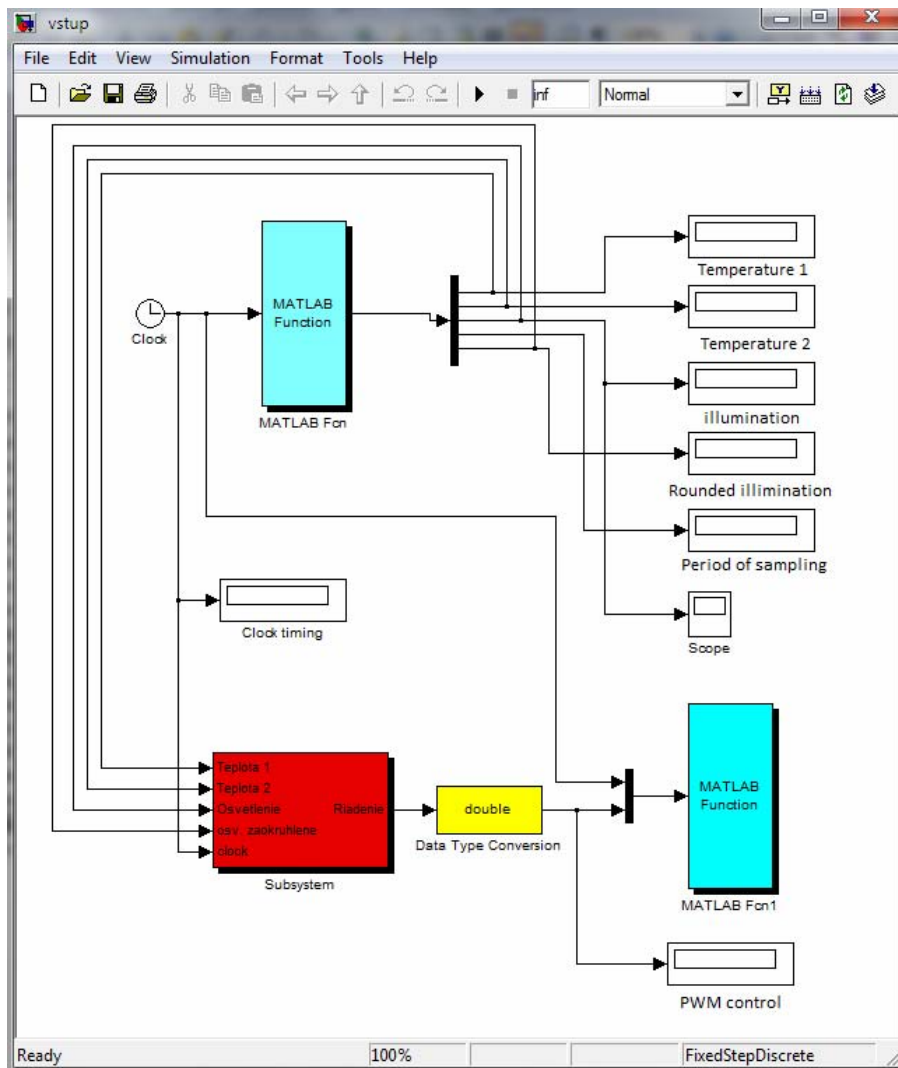 vstup
File Edit View Simulation Format Tools Help
inf Normal
MATLAB
Function
MATLAB Fcn
Clock
Temperature 1
Temperature 2
illumination
Rounded illimination
Period of sampling
Scope
Clock timing
Teplota 1
Teplota 2
Osvetlenie
osv. zaokruhlene
clock
Riadenie
Subsystem
double
Data Type Conversion
MATLAB
Function
MATLAB Fcn1
PWM control
Ready 100% FixedStepDiscrete